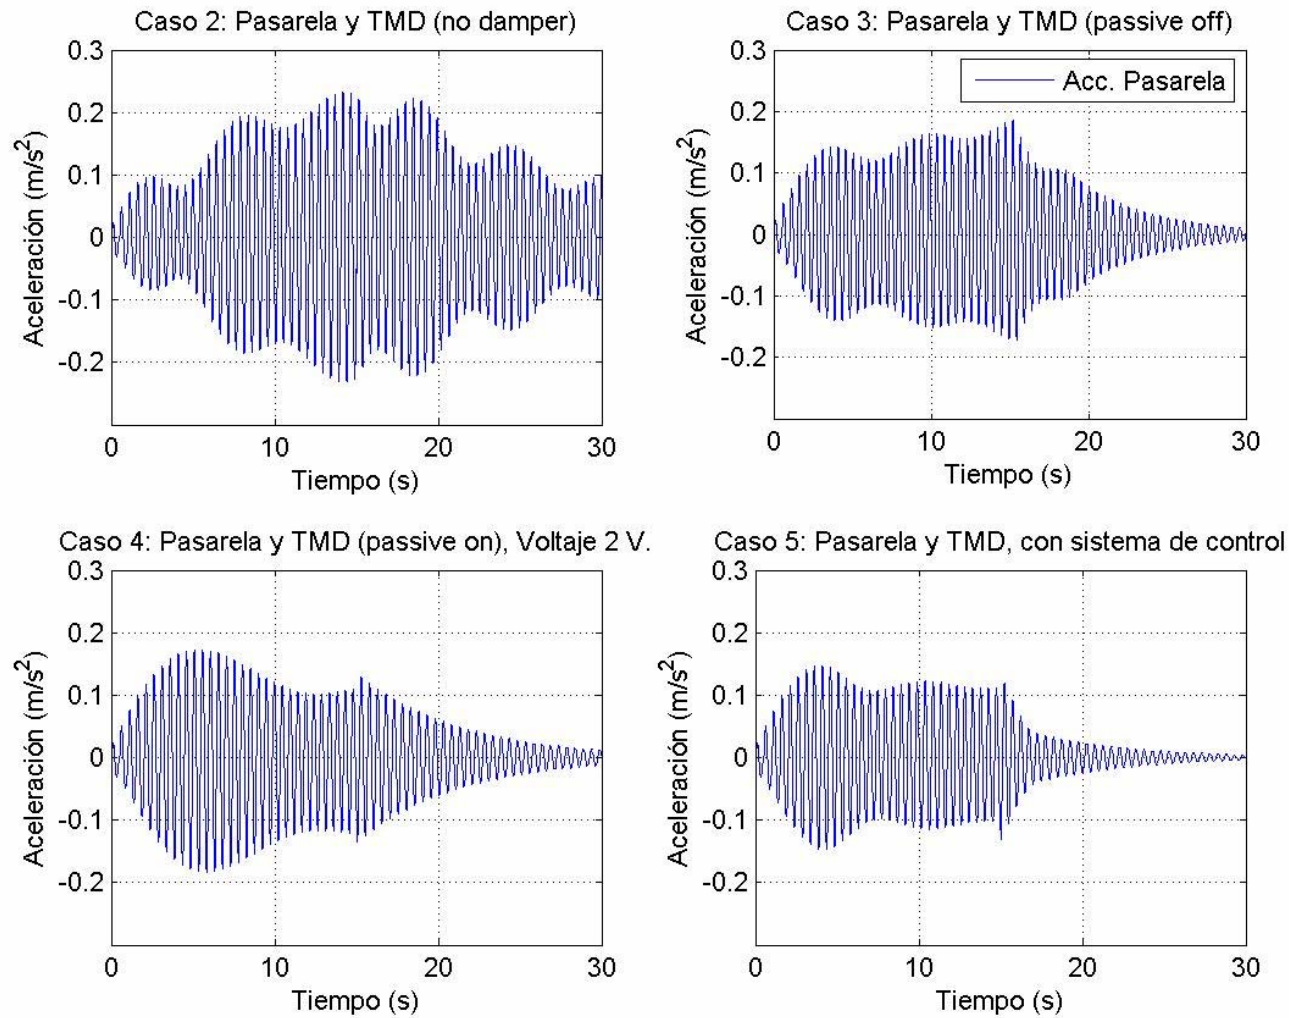 Caso 2: Pasarela y TMD (no damper)
0.3
0.2
0.1
0
-0.1
-0.2
Aceleración (m/s²)
0 10 20 30
Tiempo (s)
Caso 3: Pasarela y TMD (passive off)
Acc. Pasarela
0.3
0.2
0.1
0
-0.1
-0.2
Aceleración (m/s²)
0 10 20 30
Tiempo (s)
Caso 4: Pasarela y TMD (passive on), Voltaje 2 V.
0.3
0.2
0.1
0
-0.1
-0.2
Aceleración (m/s²)
0 10 20 30
Tiempo (s)
Caso 5: Pasarela y TMD, con sistema de control
0.3
0.2
0.1
0
-0.1
-0.2
Aceleración (m/s²)
0 10 20 30
Tiempo (s)